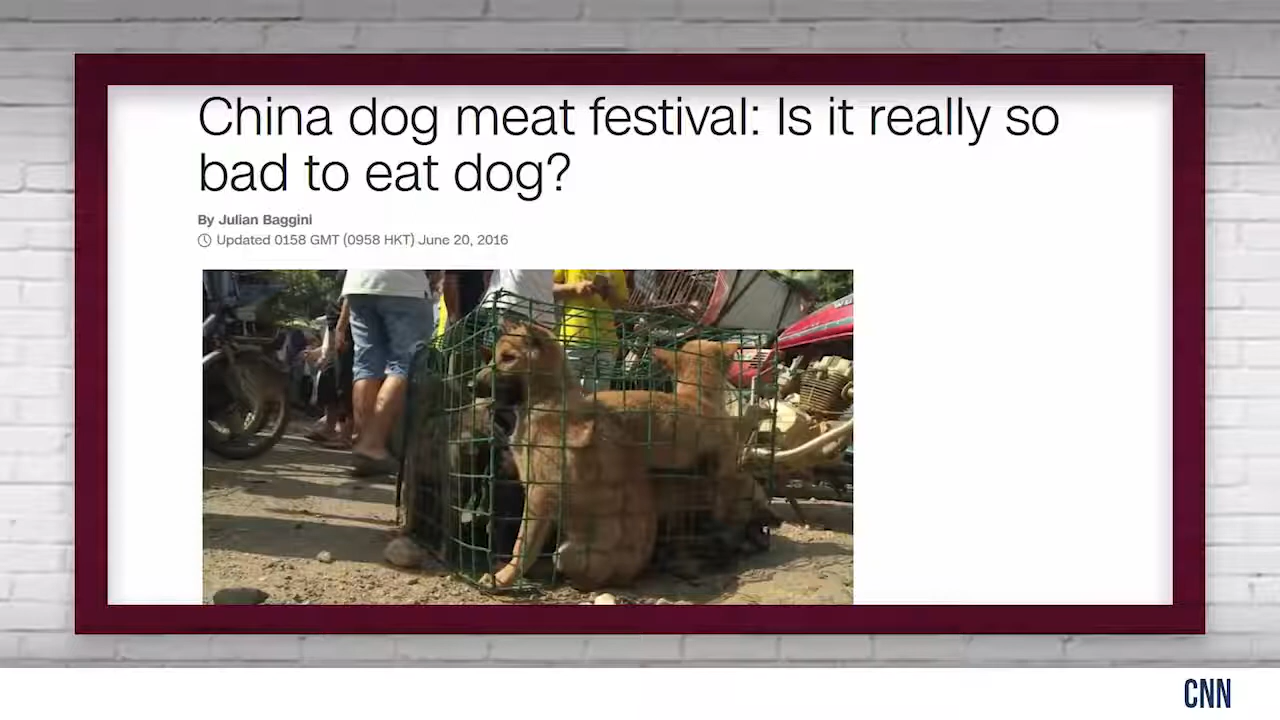 China dog meat festival: Is it really so
bad to eat dog?
By Julian Baggini
Updated 0158 GMT (0958 HKT) June 20, 2016
CNN